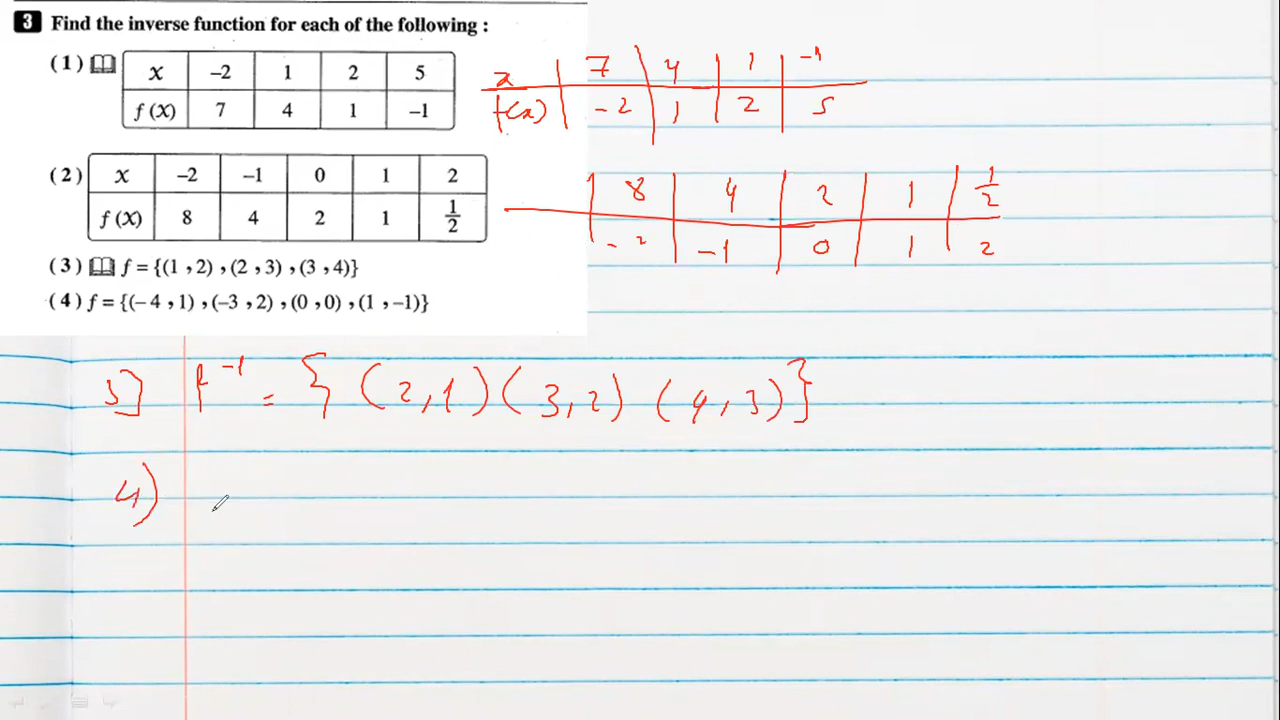 3 Find the inverse function for each of the following :
(1) x -2 1 2 5
f (X) 7 4 1 -1
x 7 4 1 -1
f(x) -2 1 2 5
(2) x -2 -1 0 1 2
f (X) 8 4 2 1 1/2
8 4 2 1 1/2
-2 -1 0 1 2
(3) f = {(1 , 2) , (2 , 3) , (3 , 4)}
(4) f = {(– 4 , 1) , (–3 , 2) , (0 , 0) , (1 , –1)}
3] f⁻¹ = { (2,1) (3,2) (4,3)}
4)